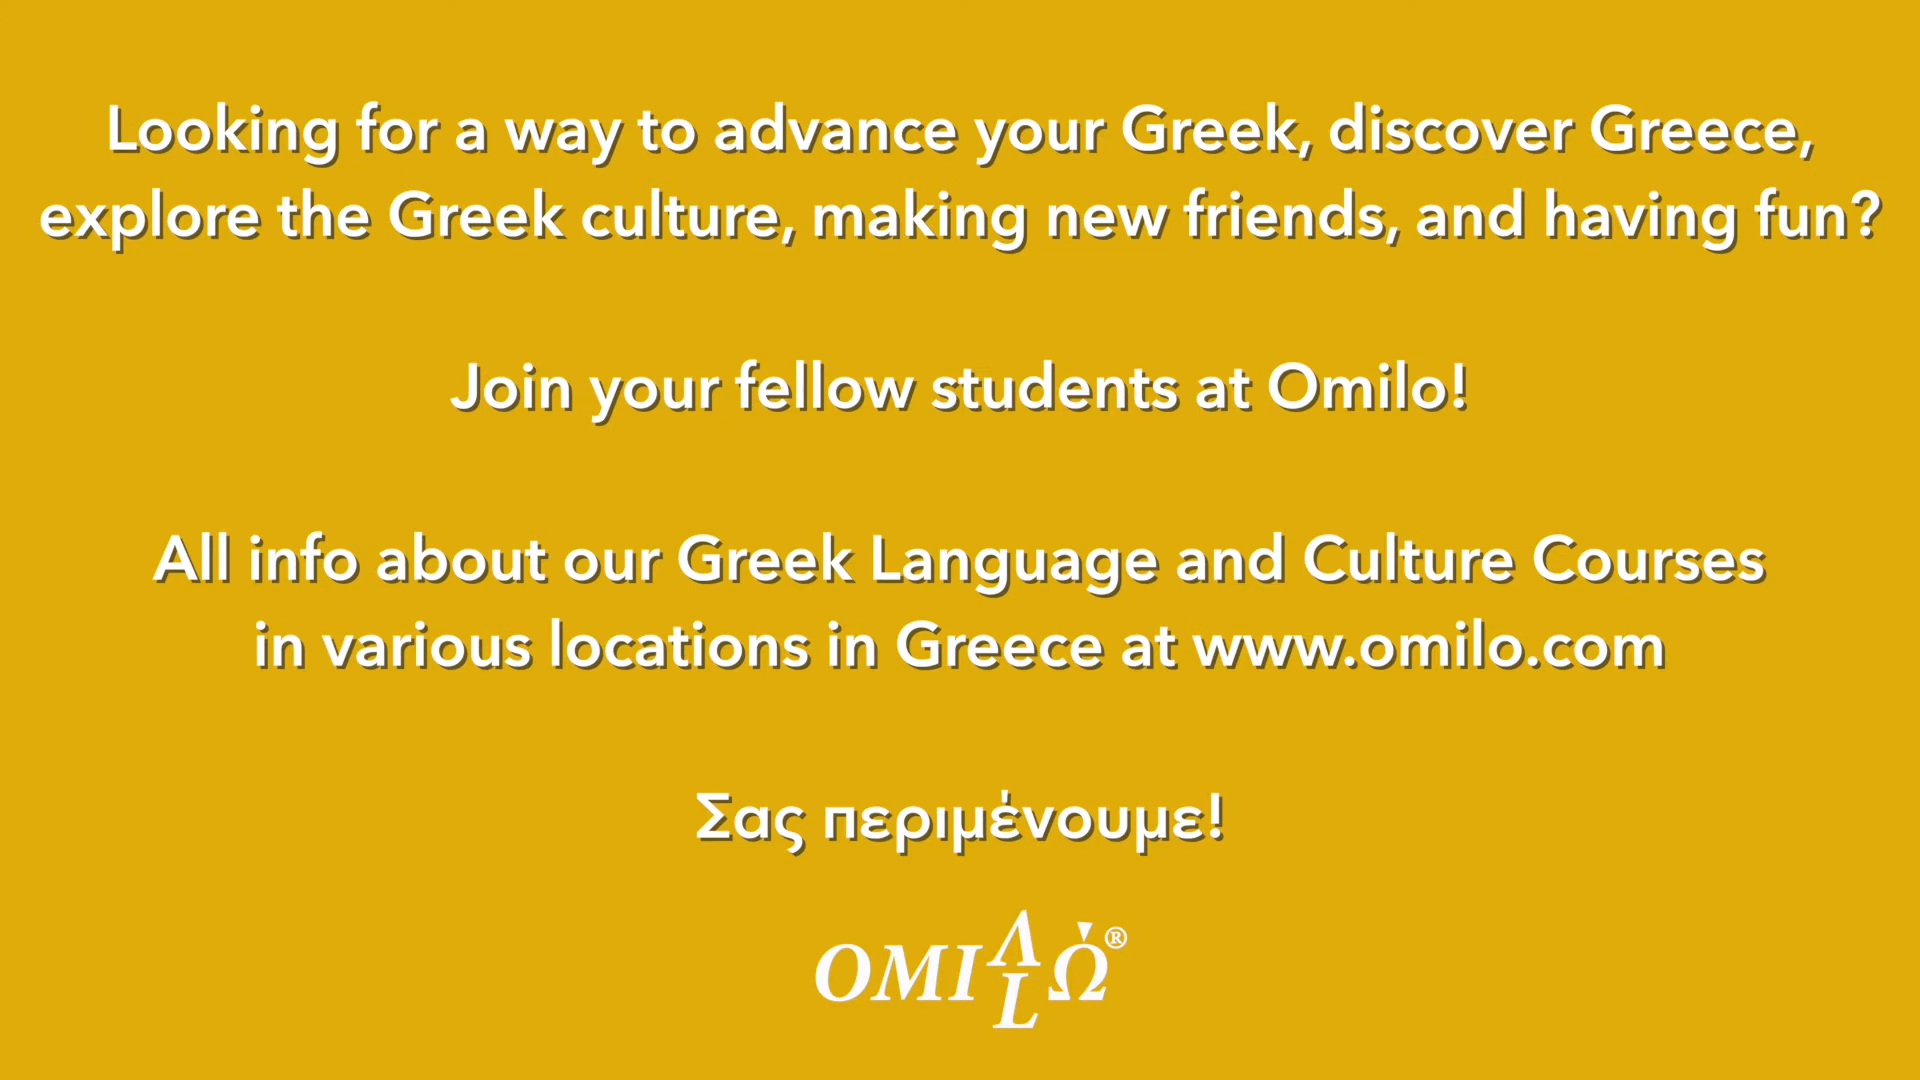 Looking for a way to advance your Greek, discover Greece,
explore the Greek culture, making new friends, and having fun?
Join your fellow students at Omilo!
All info about our Greek Language and Culture Courses
in various locations in Greece at www.omilo.com
Σας περιμένουμε!
ΟΜΙΛLΏ®